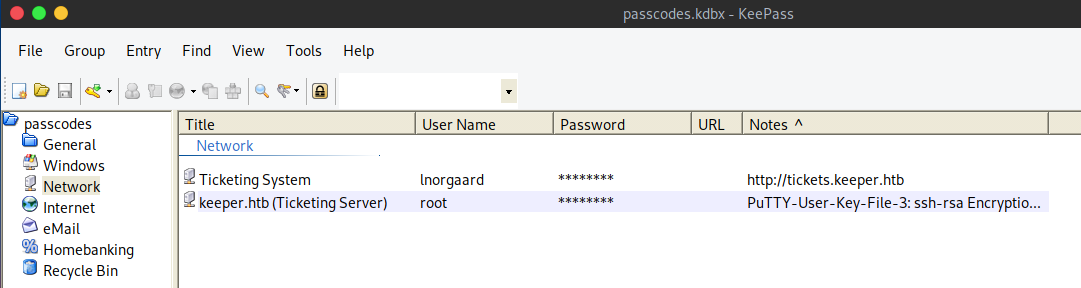 passcodes.kdbx - KeePass
File Group Entry Find View Tools Help
passcodes
General
Windows
Network
Internet
eMail
Homebanking
Recycle Bin
Title User Name Password URL Notes ^
Network
Ticketing System lnorgaard ******** http://tickets.keeper.htb
keeper.htb (Ticketing Server) root ******** PuTTY-User-Key-File-3: ssh-rsa Encryptio...